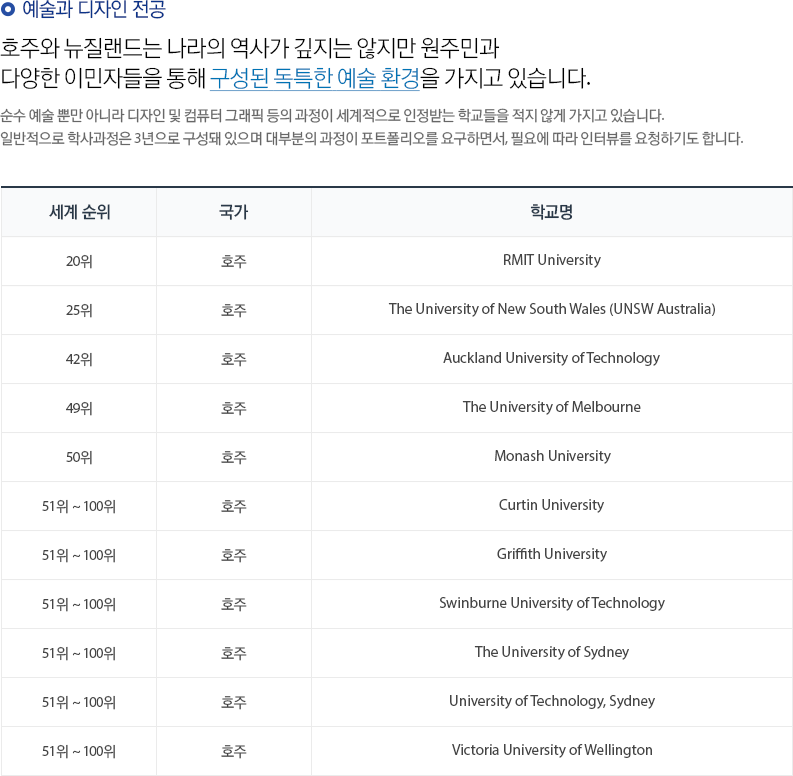 예술과 디자인 전공
호주와 뉴질랜드는 나라의 역사가 깊지는 않지만 원주민과
다양한 이민자들을 통해 구성된 독특한 예술 환경을 가지고 있습니다.
순수 예술 뿐만 아니라 디자인 및 컴퓨터 그래픽 등의 과정이 세계적으로 인정받는 학교들을 적지 않게 가지고 있습니다.
일반적으로 학사과정은 3년으로 구성돼 있으며 대부분의 과정이 포트폴리오를 요구하면서, 필요에 따라 인터뷰를 요청하기도 합니다.
세계 순위 국가 학교명
20위 호주 RMIT University
25위 호주 The University of New South Wales (UNSW Australia)
42위 호주 Auckland University of Technology
49위 호주 The University of Melbourne
50위 호주 Monash University
51위 ~ 100위 호주 Curtin University
51위 ~ 100위 호주 Griffith University
51위 ~ 100위 호주 Swinburne University of Technology
51위 ~ 100위 호주 The University of Sydney
51위 ~ 100위 호주 University of Technology, Sydney
51위 ~ 100위 호주 Victoria University of Wellington